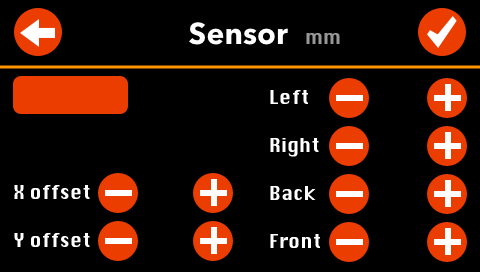 Sensor mm
Left
Right
X offset
Back
Y offset
Front